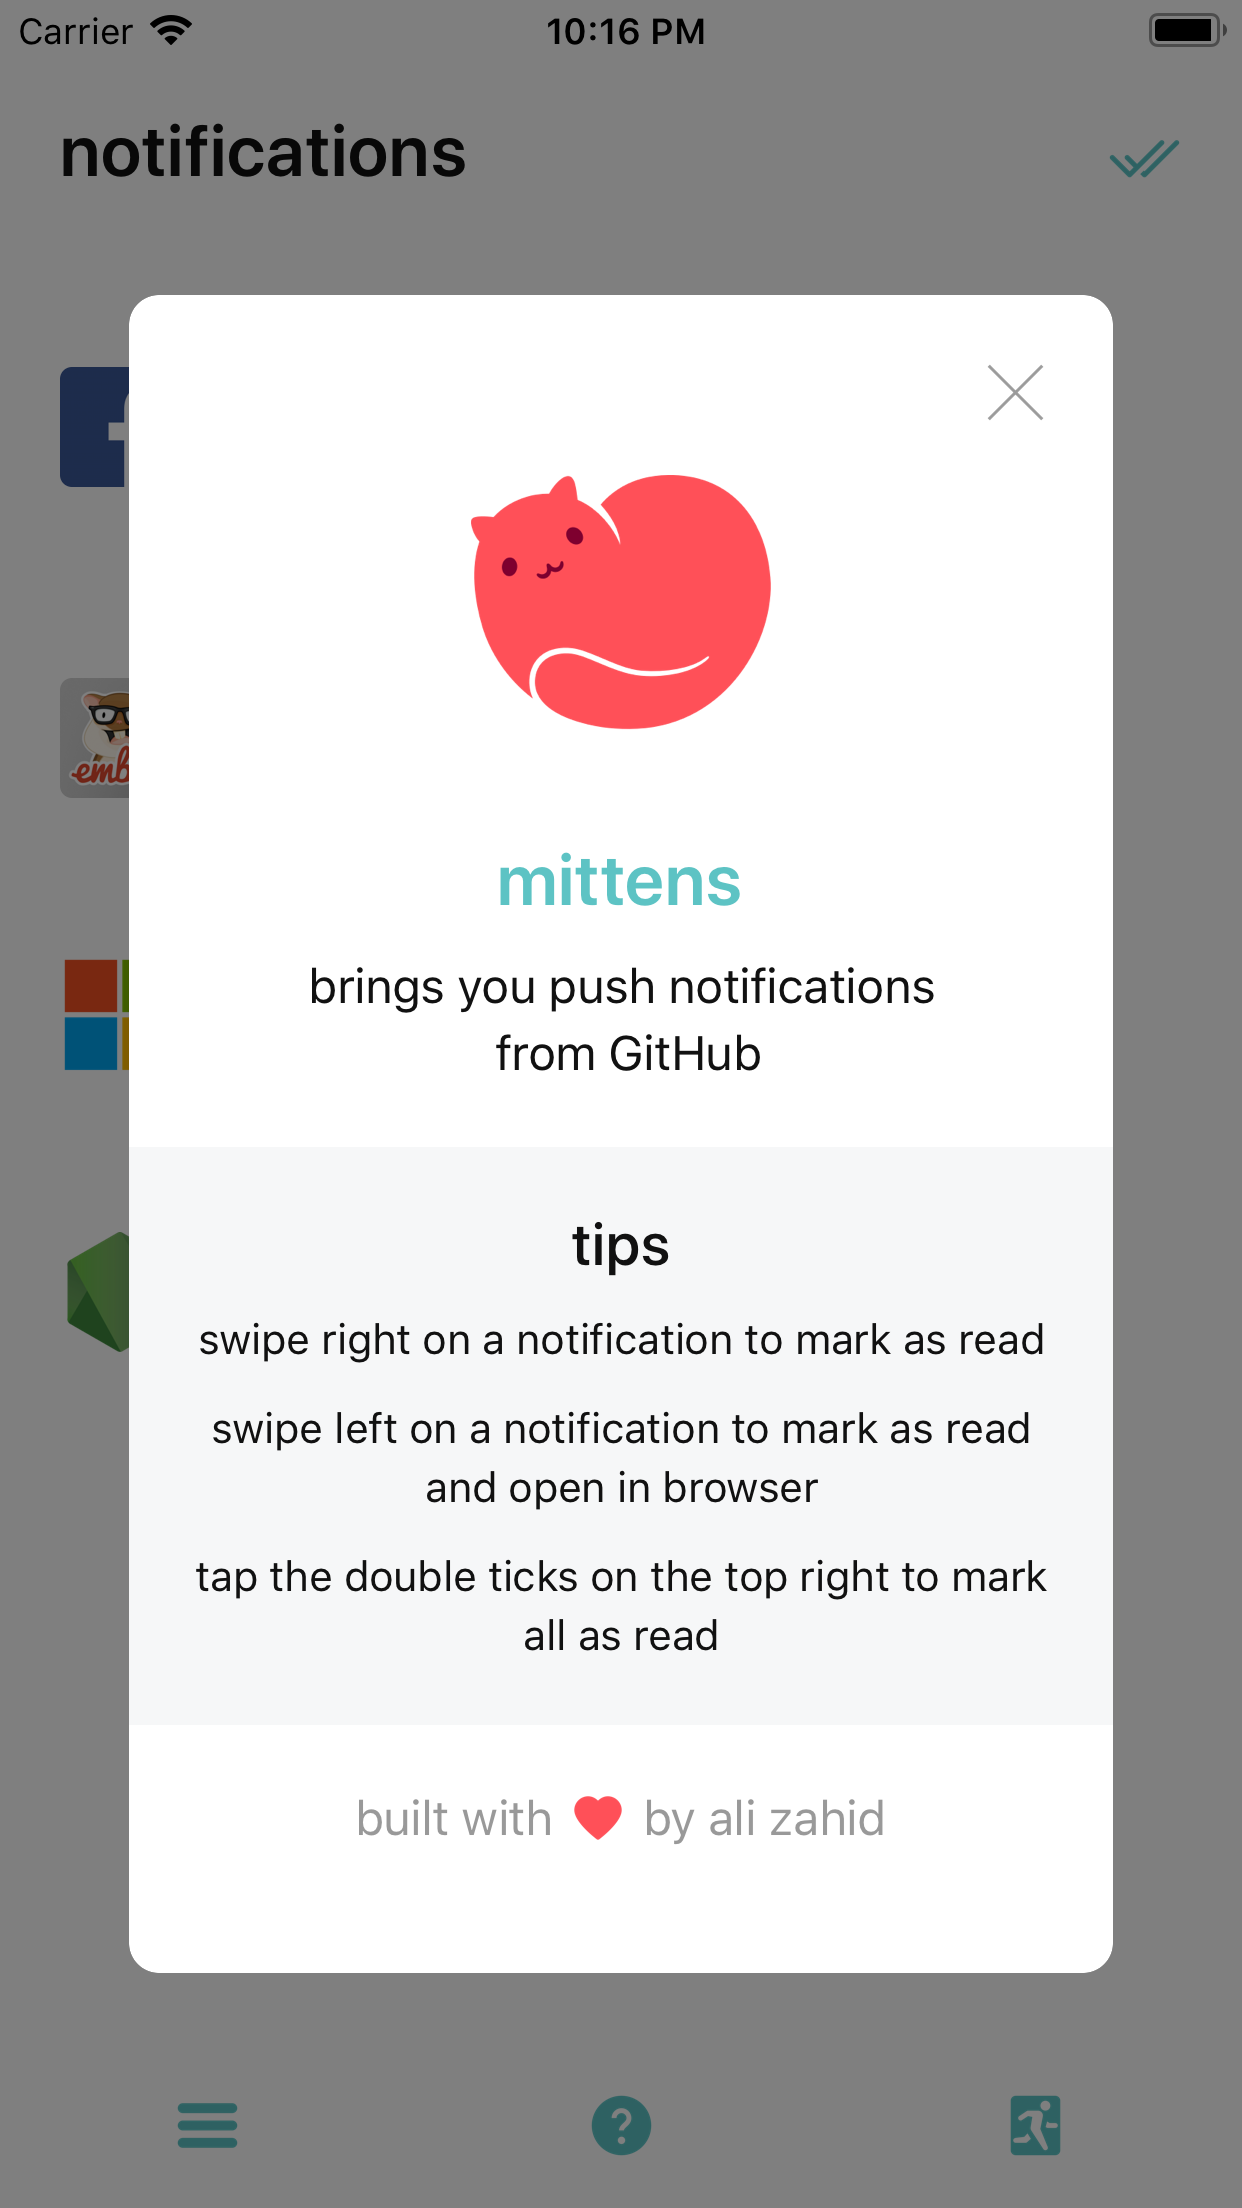 Carrier
10:16 PM
notifications
f
emb
mittens
brings you push notifications
from GitHub
tips
swipe right on a notification to mark as read
swipe left on a notification to mark as read
and open in browser
tap the double ticks on the top right to mark
all as read
built with ❤ by ali zahid
?